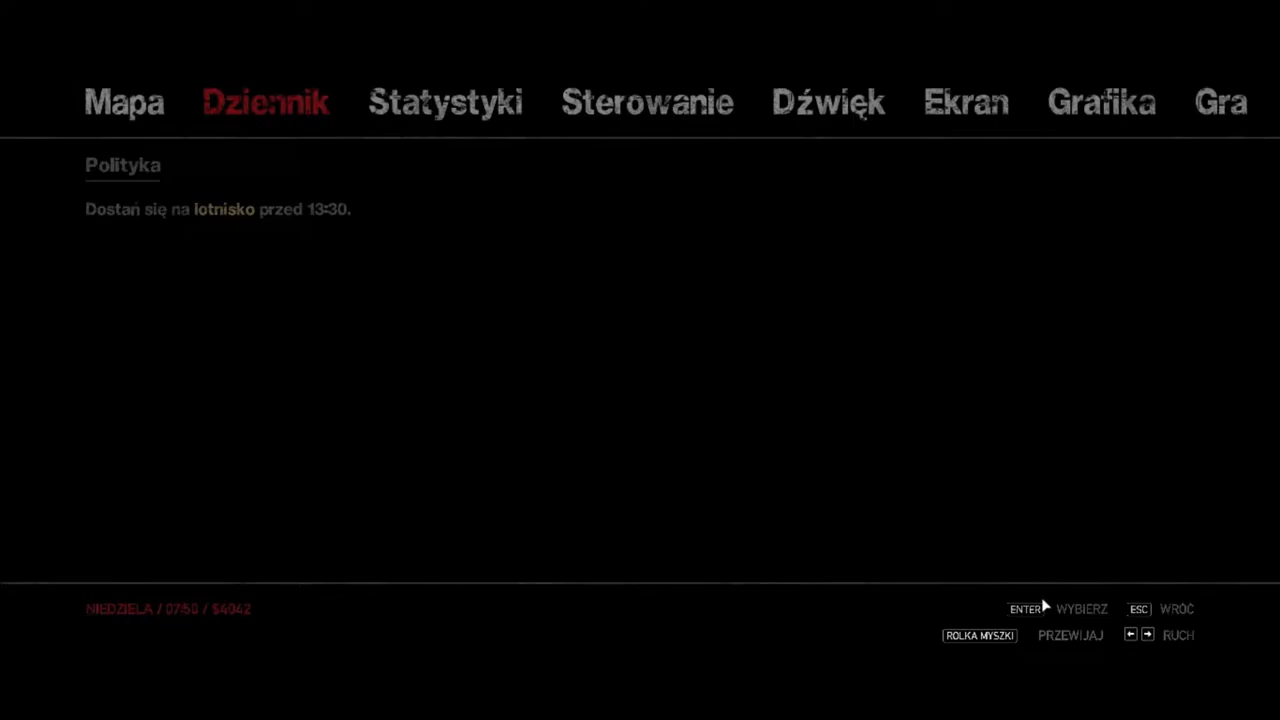 Mapa Dziennik Statystyki Sterowanie Dźwięk Ekran Grafika Gra
Polityka
Dostań się na lotnisko przed 13:30.
NIEDZIELA / 07:50 / $4042
ENTER WYBIERZ ESC WRÓĆ
ROLKA MYSZKI PRZEWIJAJ ← → RUCH